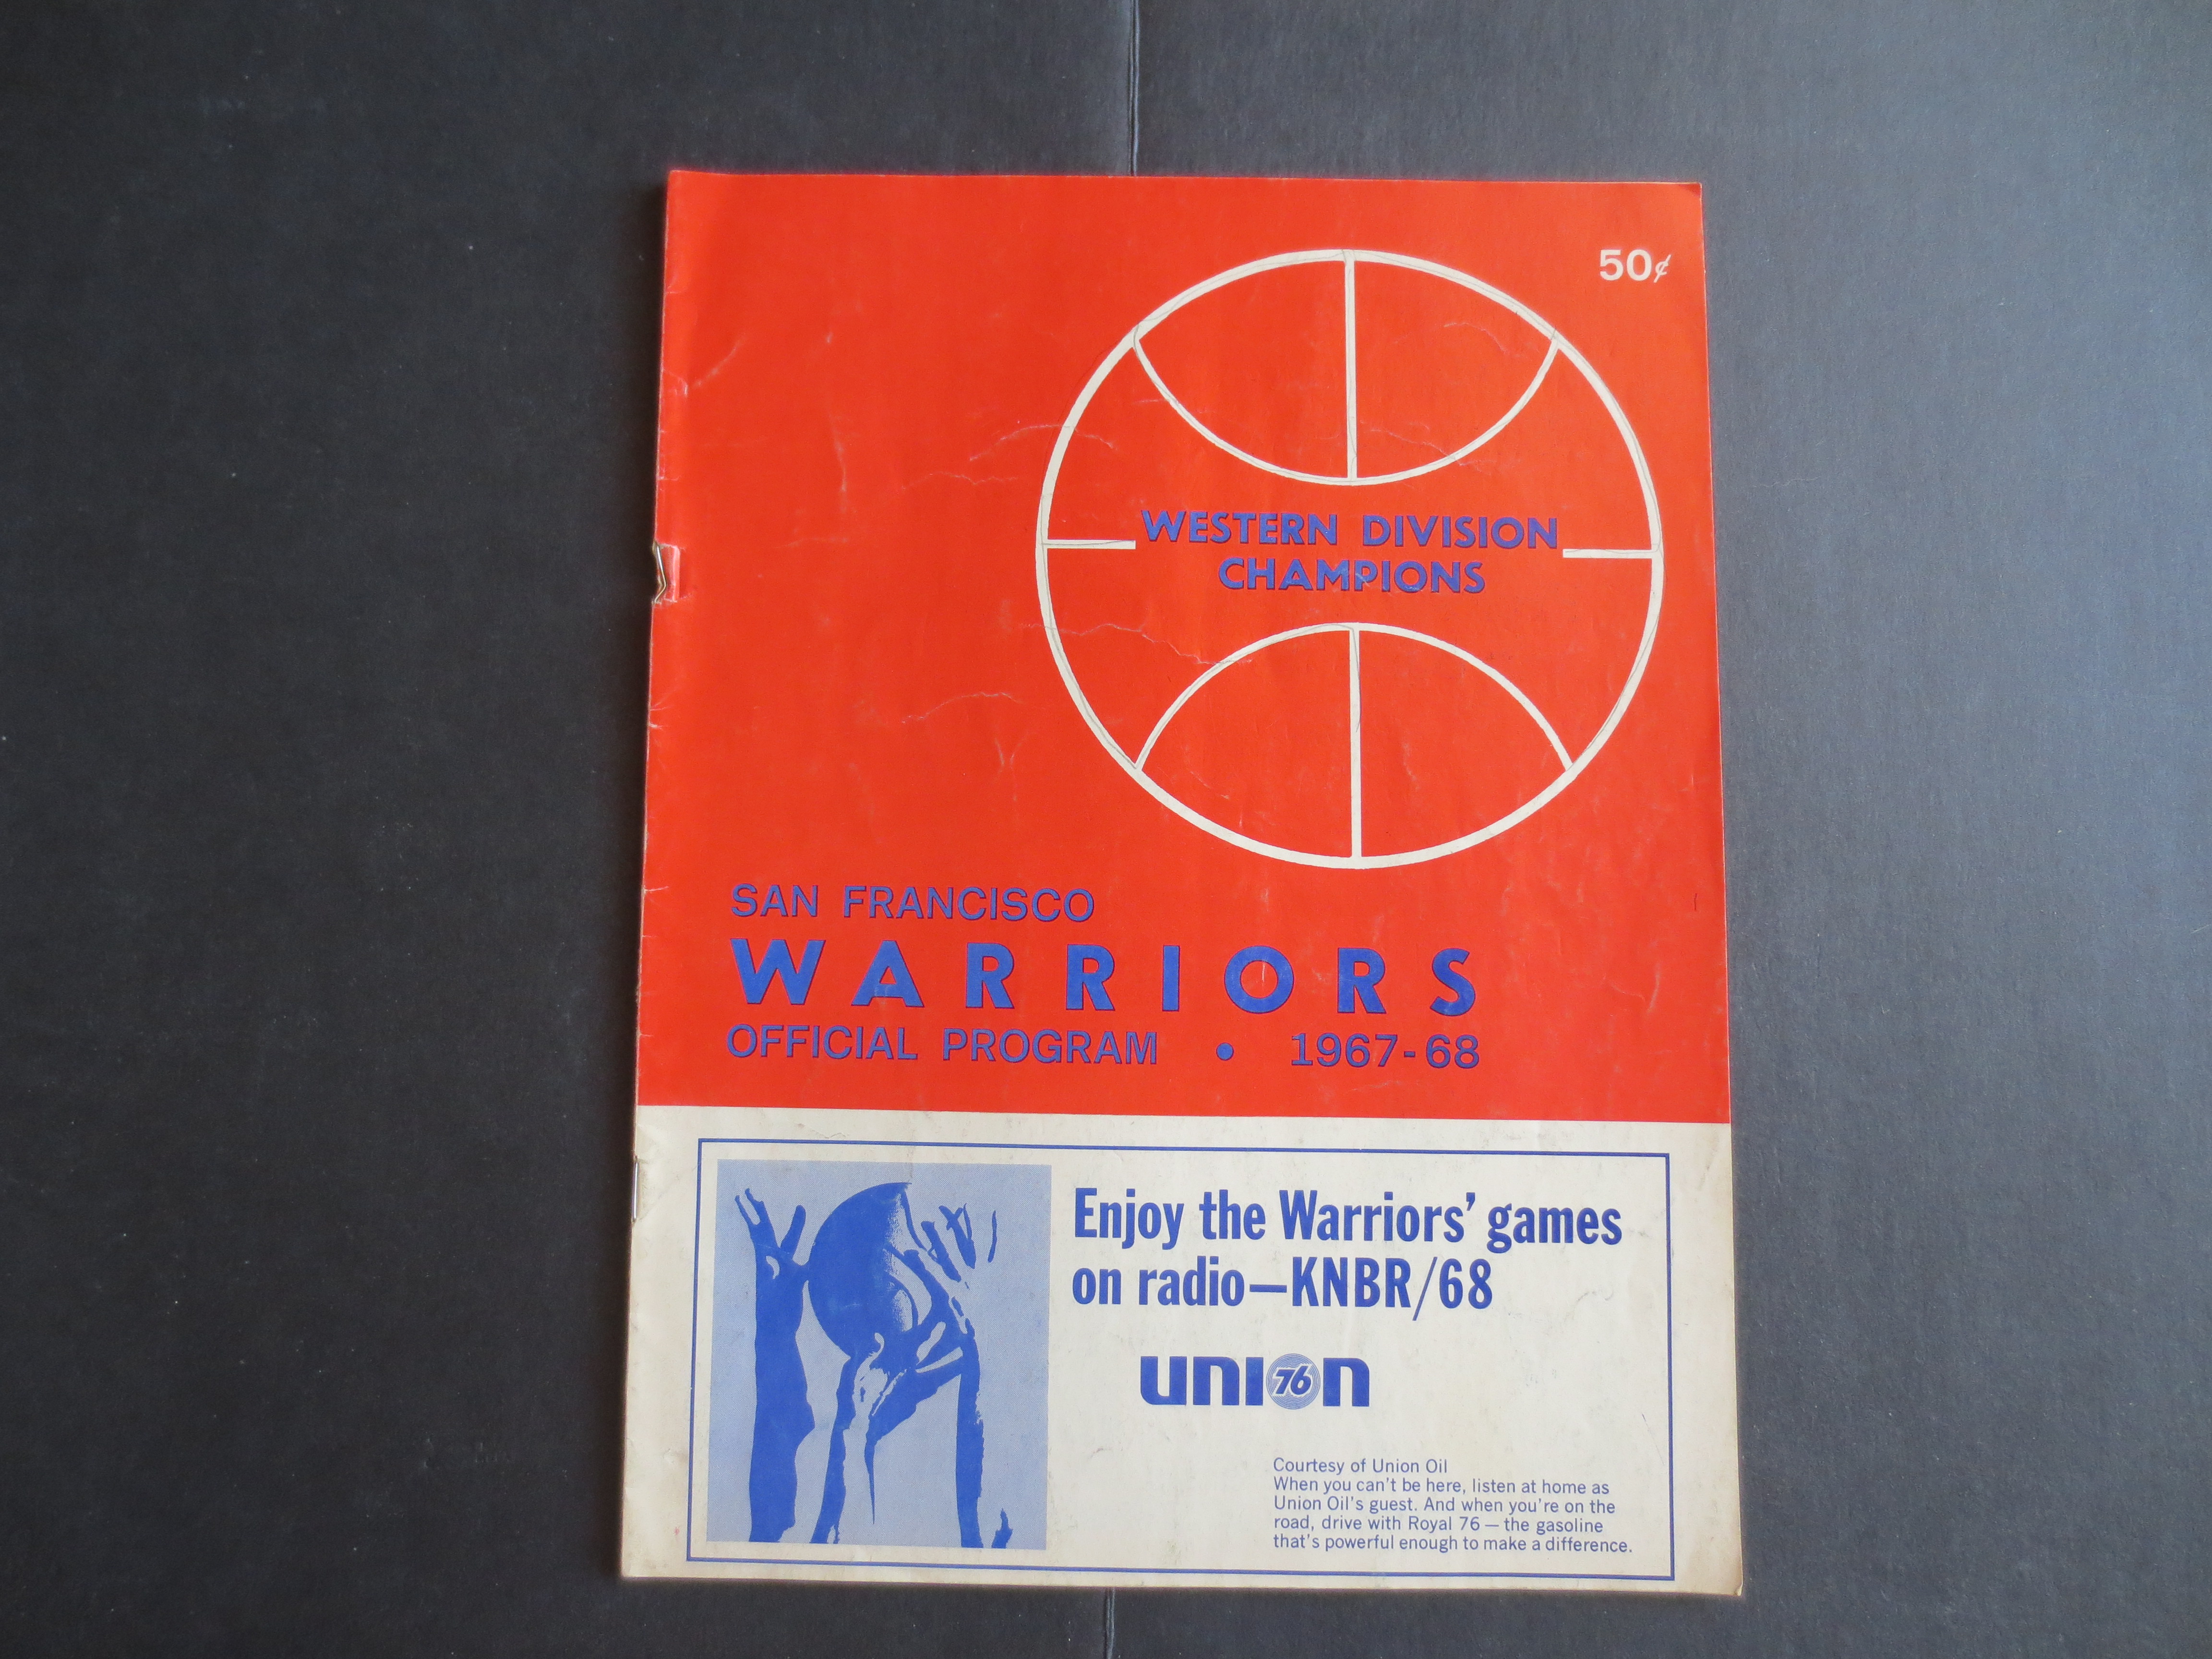 50¢
WESTERN DIVISION
CHAMPIONS
SAN FRANCISCO
WARRIORS
OFFICIAL PROGRAM • 1967-68
Enjoy the Warriors' games
on radio—KNBR/68
union 76
Courtesy of Union Oil
When you can't be here, listen at home as
Union Oil's guest. And when you're on the
road, drive with Royal 76 — the gasoline
that's powerful enough to make a difference.